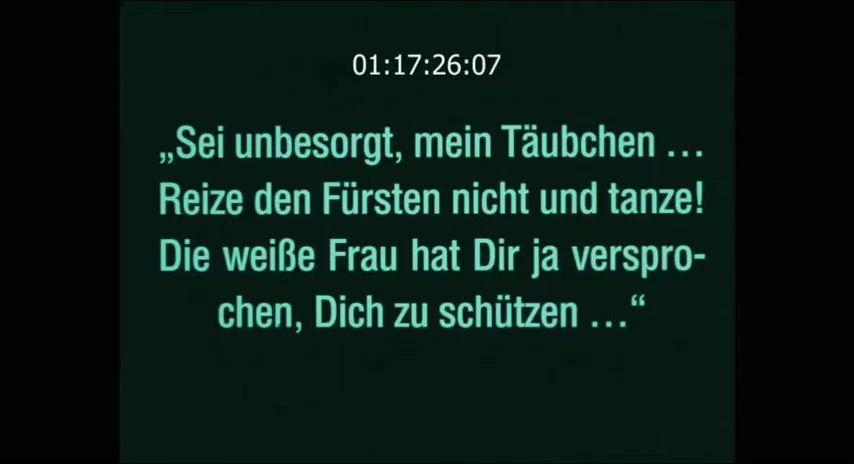 01:17:26:07
„Sei unbesorgt, mein Täubchen ...
Reize den Fürsten nicht und tanze!
Die weiße Frau hat Dir ja verspro-
chen, Dich zu schützen ...“